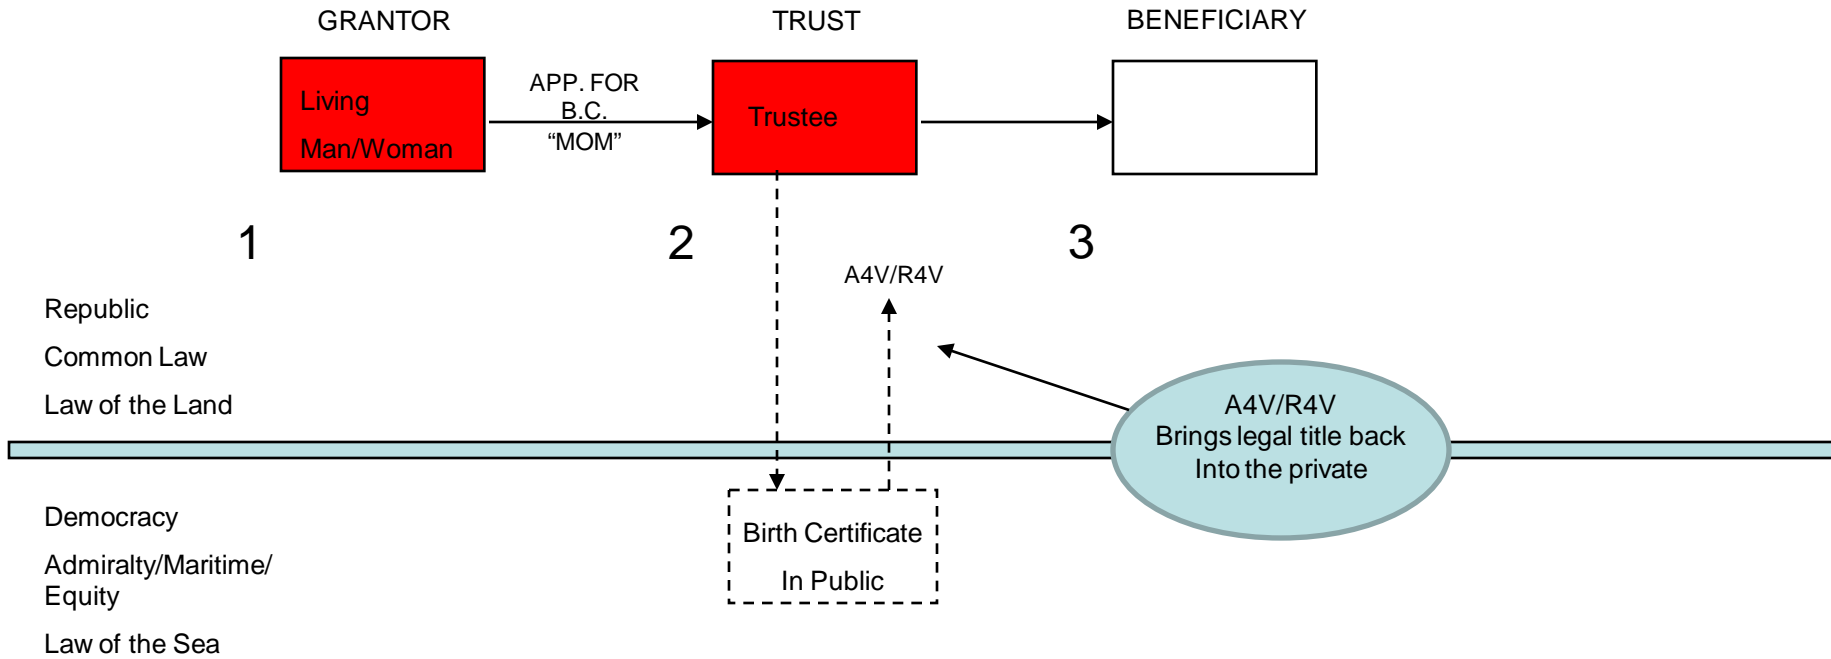 GRANTOR
TRUST
BENEFICIARY
Living
Man/Woman
APP. FOR
B.C.
“MOM”
Trustee
1
2
3
A4V/R4V
Republic
Common Law
Law of the Land
A4V/R4V
Brings legal title back
Into the private
Democracy
Admiralty/Maritime/
Equity
Law of the Sea
Birth Certificate
In Public